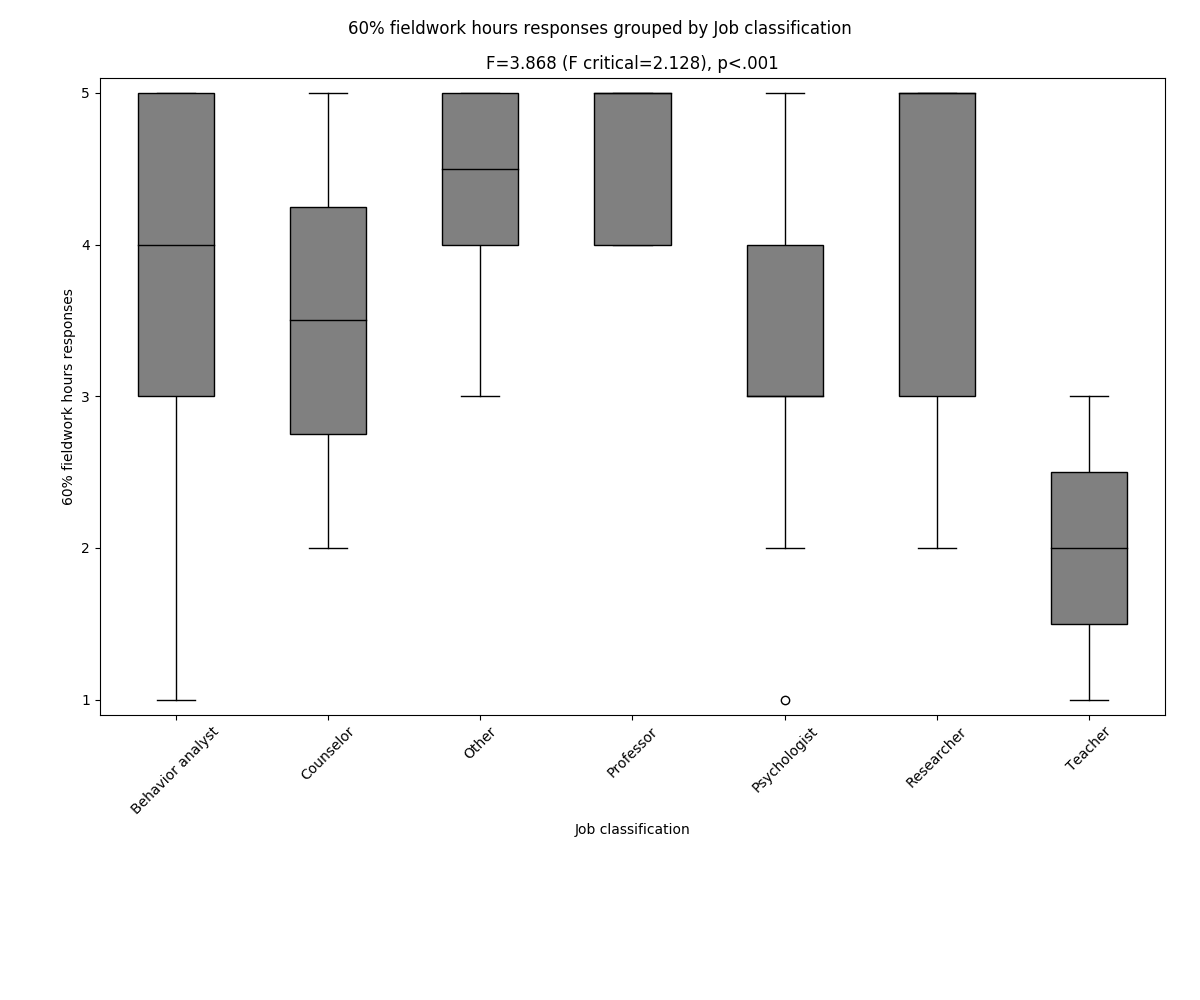 60% fieldwork hours responses grouped by Job classification
F=3.868 (F critical=2.128), p<.001
60% fieldwork hours responses
5
4
3
2
1
Behavior analyst
Counselor
Other
Professor
Psychologist
Researcher
Teacher
Job classification